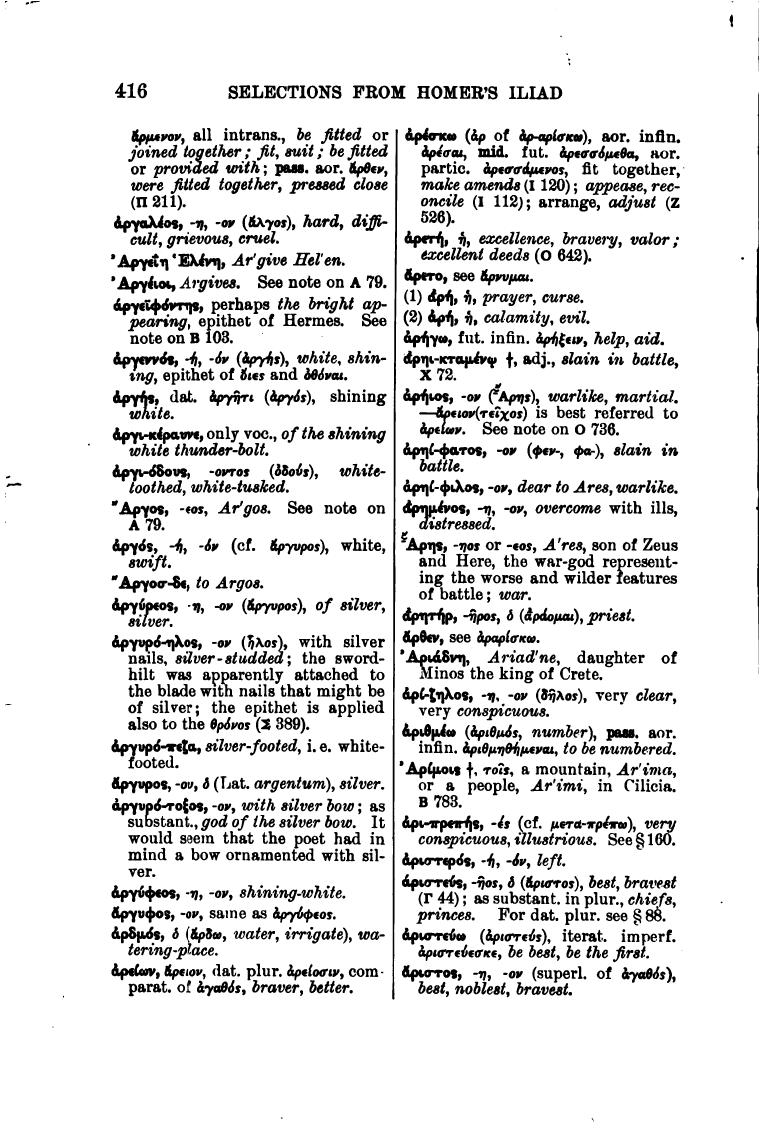 416 SELECTIONS FROM HOMER'S ILIAD
ἄρμενον, all intrans., be fitted or
joined together; fit, suit; be fitted
or provided with; pass. aor. ἄρθεν,
were fitted together, pressed close
(Π 211).
ἀργαλέος, -η, -ον (ἄλγος), hard, diffi-
cult, grievous, cruel.
Ἀργείη Ἑλένη, Ar'give Hel'en.
Ἀργέιοι, Argives. See note on A 79.
ἀργεϊφόντης, perhaps the bright ap-
pearing, epithet of Hermes. See
note on B 103.
ἀργεννός, -ή, -όν (ἀργής), white, shin-
ing, epithet of ὄιες and ὀθόναι.
ἀργής, dat. ἀργῆτι (ἀργός), shining
white.
ἀργι-κέραυνε, only voc., of the shining
white thunder-bolt.
ἀργι-όδους, -οντος (ὀδούς), white-
toothed, white-tusked.
Ἄργος, -εος, Ar'gos. See note on
A 79.
ἀργός, -ή, -όν (cf. ἄργυρος), white,
swift.
Ἄργοσ-δε, to Argos.
ἀργύρεος, -η, -ον (ἄργυρος), of silver,
silver.
ἀργυρό-ηλος, -ον (ἧλος), with silver
nails, silver-studded; the sword-
hilt was apparently attached to
the blade with nails that might be
of silver; the epithet is applied
also to the θρόνος (Σ 389).
ἀργυρό-πεζα, silver-footed, i. e. white-
footed.
ἄργυρος, -ου, ὁ (Lat. argentum), silver.
ἀργυρό-τοξος, -ον, with silver bow; as
substant., god of the silver bow. It
would seem that the poet had in
mind a bow ornamented with sil-
ver.
ἀργύφεος, -η, -ον, shining-white.
ἄργυφος, -ον, same as ἀργύφεος.
ἀρδμός, ὁ (ἄρδω, water, irrigate), wa-
tering-place.
ἀρείων, ἄρειον, dat. plur. ἀρείοσιν, com-
parat. of ἀγαθός, braver, better.
ἀρέσκω (ἀρ of ἀρ-αρίσκω), aor. infin.
ἀρέσαι, mid. fut. ἀρεσσόμεθα, aor.
partic. ἀρεσσάμενος, fit together,
make amends (I 120); appease, rec-
oncile (I 112); arrange, adjust (Z
526).
ἀρετή, ἡ, excellence, bravery, valor;
excellent deeds (O 642).
ἄρετο, see ἄρνυμαι.
(1) ἀρή, ἡ, prayer, curse.
(2) ἀρή, ἡ, calamity, evil.
ἀρήγω, fut. infin. ἀρήξειν, help, aid.
ἀρηι-κταμένῳ †, adj., slain in battle,
X 72.
ἀρήιος, -ον (Ἄρης), warlike, martial.
—ἄρειον (τεῖχος) is best referred to
ἀρείων. See note on O 736.
ἀρηί-φατος, -ον (φεν-, φα-), slain in
battle.
ἀρηί-φιλος, -ον, dear to Ares, warlike.
ἀρημένος, -η, -ον, overcome with ills,
distressed.
Ἄρης, -ηος or -εος, A'res, son of Zeus
and Here, the war-god represent-
ing the worse and wilder features
of battle; war.
ἀρητήρ, -ῆρος, ὁ (ἀράομαι), priest.
ἄρθεν, see ἀραρίσκω.
Ἀριάδνη, Ariad'ne, daughter of
Minos the king of Crete.
ἀρί-ζηλος, -η, -ον (δῆλος), very clear,
very conspicuous.
ἀριθμέω (ἀριθμός, number), pass. aor.
infin. ἀριθμηθήμεναι, to be numbered.
Ἀρίμοις †, τοῖς, a mountain, Ar'ima,
or a people, Ar'imi, in Cilicia.
B 783.
ἀρι-πρεπής, -ές (cf. μετα-πρέπω), very
conspicuous, illustrious. See § 160.
ἀριστερός, -ή, -όν, left.
ἀριστεύς, -ῆος, ὁ (ἄριστος), best, bravest
(Γ 44); as substant. in plur., chiefs,
princes. For dat. plur. see § 88.
ἀριστεύω (ἀριστεύς), iterat. imperf.
ἀριστεύεσκε, be best, be the first.
ἄριστος, -η, -ον (superl. of ἀγαθός),
best, noblest, bravest.